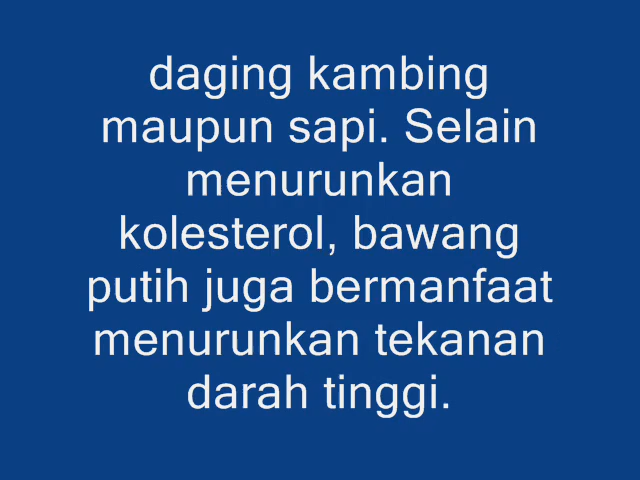 daging kambing
maupun sapi. Selain
menurunkan
kolesterol, bawang
putih juga bermanfaat
menurunkan tekanan
darah tinggi.